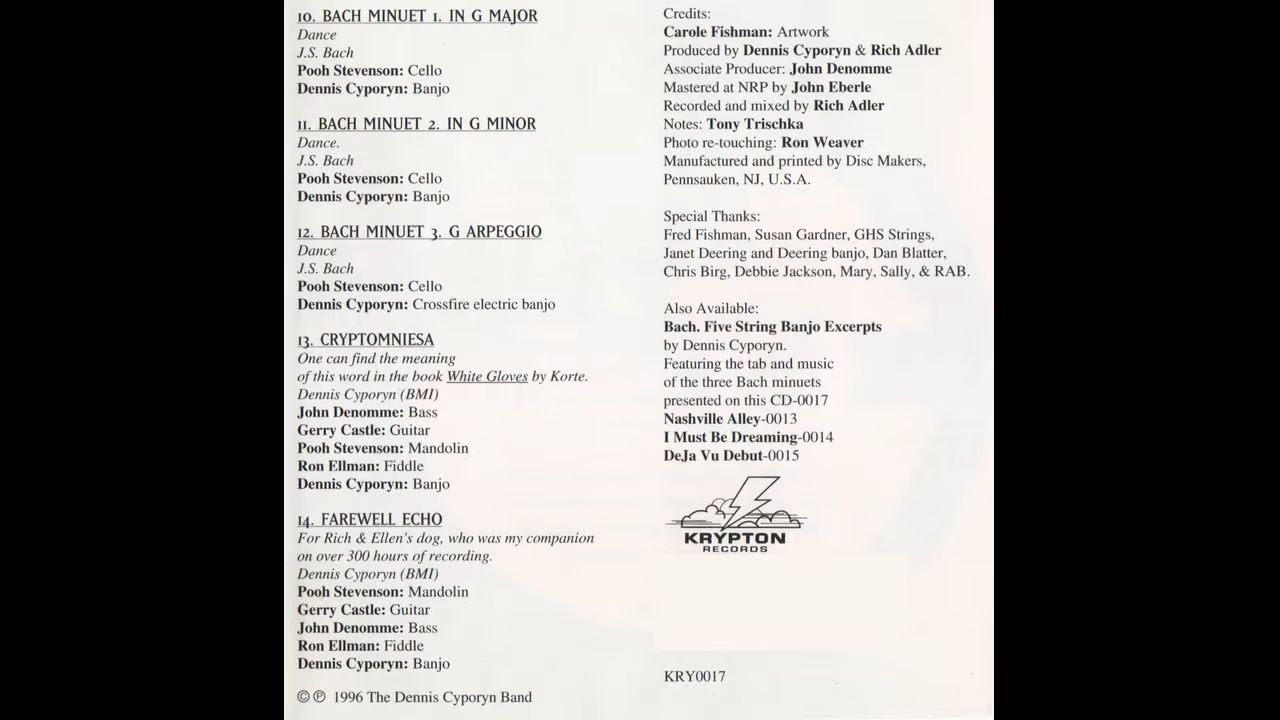 10. BACH MINUET 1. IN G MAJOR
Dance
J.S. Bach
Pooh Stevenson: Cello
Dennis Cyporyn: Banjo
11. BACH MINUET 2. IN G MINOR
Dance.
J.S. Bach
Pooh Stevenson: Cello
Dennis Cyporyn: Banjo
12. BACH MINUET 3. G ARPEGGIO
Dance
J.S. Bach
Pooh Stevenson: Cello
Dennis Cyporyn: Crossfire electric banjo
13. CRYPTOMNIESA
One can find the meaning
of this word in the book White Gloves by Korte.
Dennis Cyporyn (BMI)
John Denomme: Bass
Gerry Castle: Guitar
Pooh Stevenson: Mandolin
Ron Ellman: Fiddle
Dennis Cyporyn: Banjo
14. FAREWELL ECHO
For Rich & Ellen's dog, who was my companion
on over 300 hours of recording.
Dennis Cyporyn (BMI)
Pooh Stevenson: Mandolin
Gerry Castle: Guitar
John Denomme: Bass
Ron Ellman: Fiddle
Dennis Cyporyn: Banjo
© ℗ 1996 The Dennis Cyporyn Band
Credits:
Carole Fishman: Artwork
Produced by Dennis Cyporyn & Rich Adler
Associate Producer: John Denomme
Mastered at NRP by John Eberle
Recorded and mixed by Rich Adler
Notes: Tony Trischka
Photo re-touching: Ron Weaver
Manufactured and printed by Disc Makers,
Pennsauken, NJ, U.S.A.
Special Thanks:
Fred Fishman, Susan Gardner, GHS Strings,
Janet Deering and Deering banjo, Dan Blatter,
Chris Birg, Debbie Jackson, Mary, Sally, & RAB.
Also Available:
Bach. Five String Banjo Excerpts
by Dennis Cyporyn.
Featuring the tab and music
of the three Bach minuets
presented on this CD-0017
Nashville Alley-0013
I Must Be Dreaming-0014
DeJa Vu Debut-0015
KRYPTON
RECORDS
KRY0017